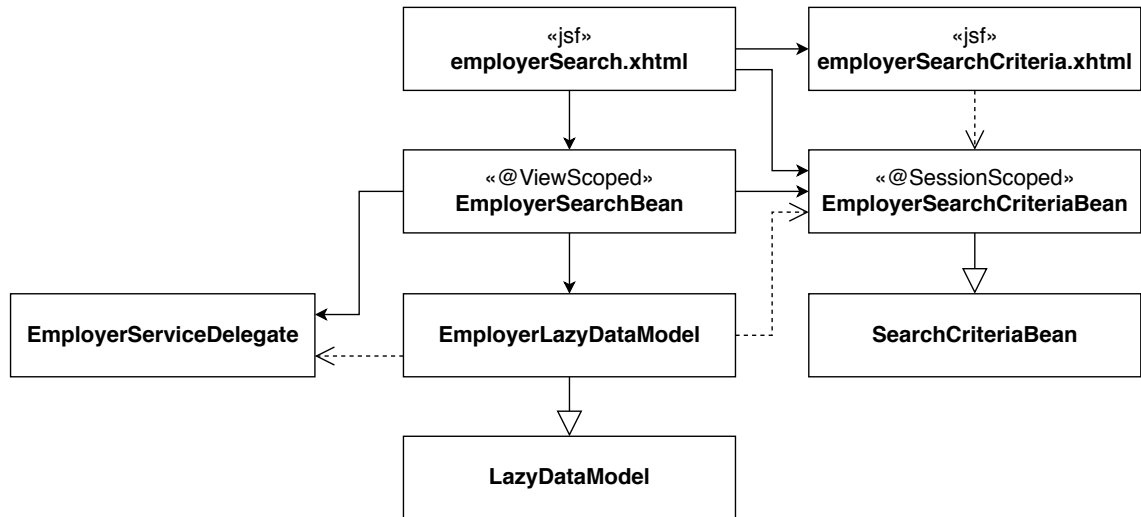 «jsf»
employerSearch.xhtml
«jsf»
employerSearchCriteria.xhtml
«@ViewScoped»
EmployerSearchBean
«@SessionScoped»
EmployerSearchCriteriaBean
EmployerServiceDelegate
EmployerLazyDataModel
SearchCriteriaBean
LazyDataModel